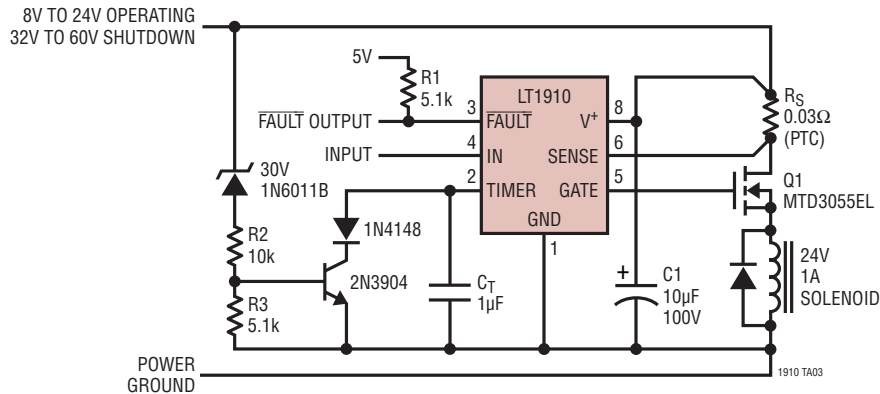 8V TO 24V OPERATING
32V TO 60V SHUTDOWN
5V
R1
5.1k
LT1910
FAULT OUTPUT
3
FAULT
V+
8
RS
0.03Ω
(PTC)
INPUT
4
IN
SENSE
6
30V
1N6011B
2
TIMER
GATE
5
Q1
MTD3055EL
GND
1
1N4148
R2
10k
2N3904
CT
1µF
+
C1
10µF
100V
24V
1A
SOLENOID
R3
5.1k
POWER
GROUND
1910 TA03